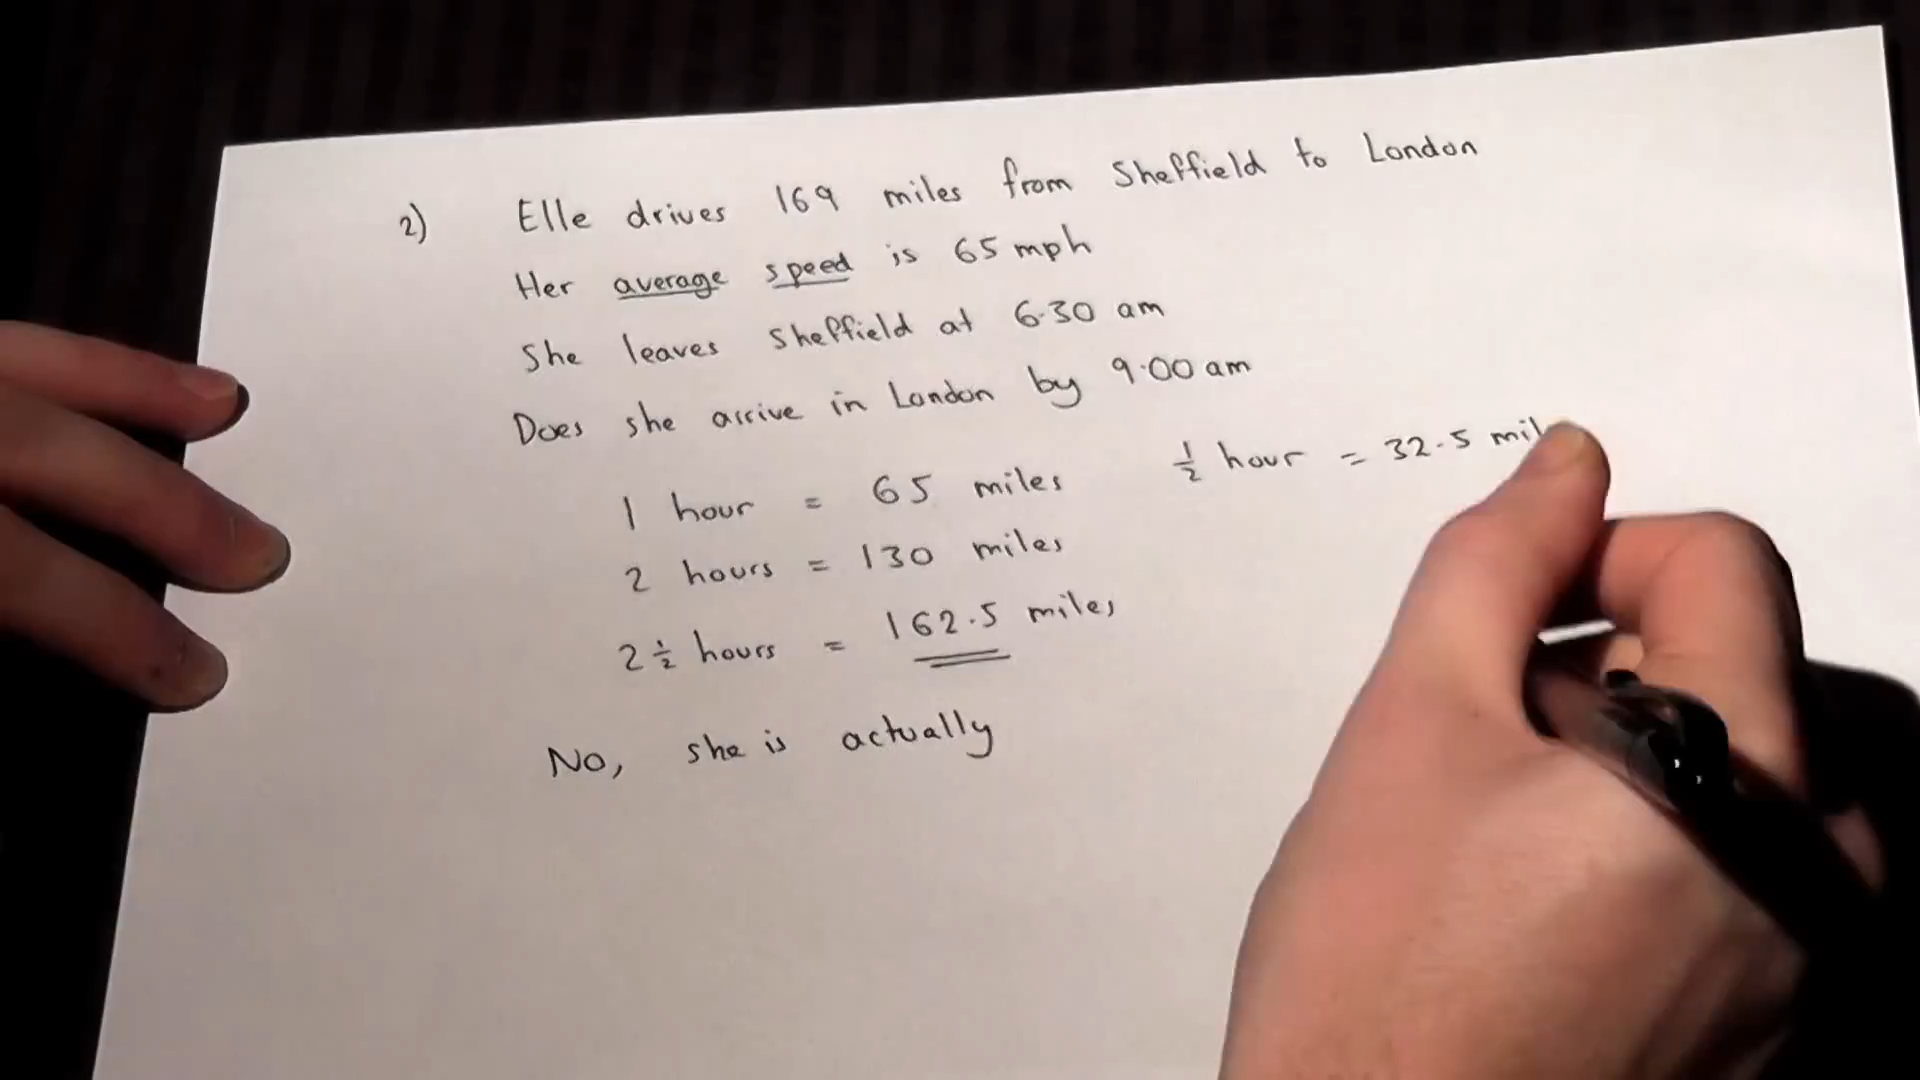 2) Elle drives 169 miles from Sheffield to London
Her average speed is 65 mph
She leaves Sheffield at 6.30 am
Does she arrive in London by 9.00 am
1/2 hour = 32.5
1 hour = 65 miles
2 hours = 130 miles
2 1/2 hours = 162.5 miles
No, she is actually